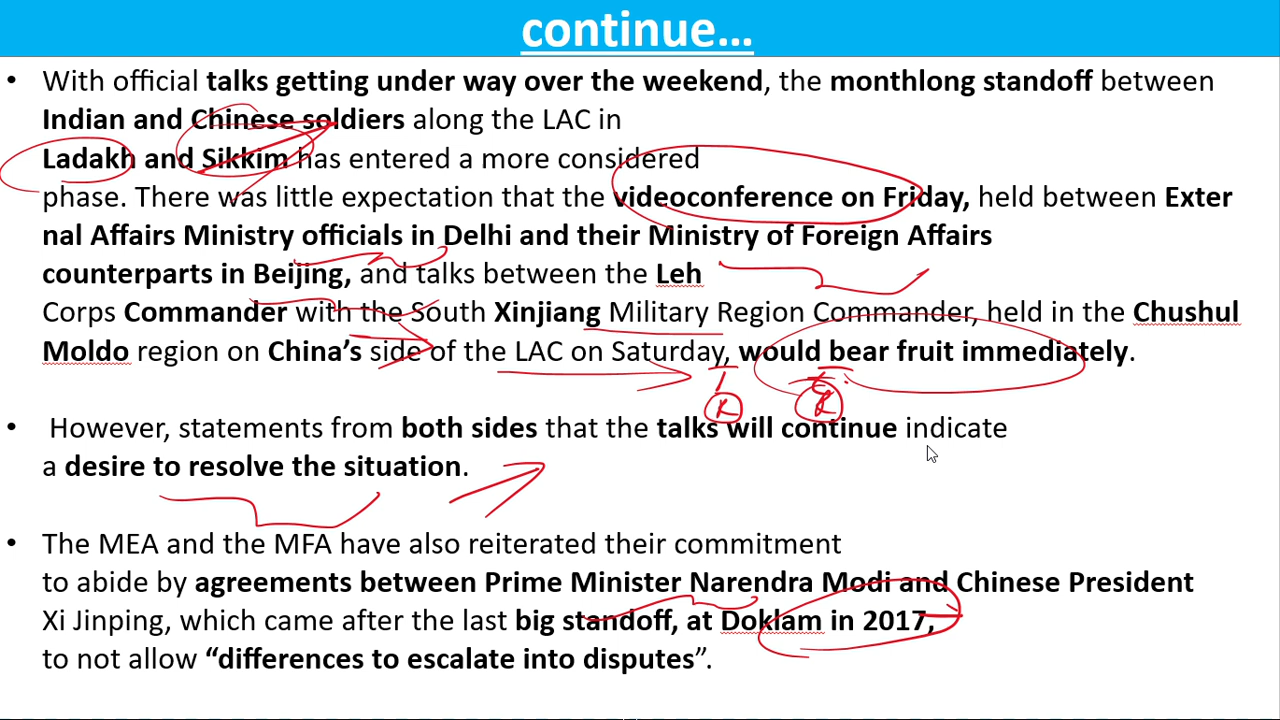 continue…
• With official talks getting under way over the weekend, the monthlong standoff between
Indian and Chinese soldiers along the LAC in
Ladakh and Sikkim has entered a more considered
phase. There was little expectation that the videoconference on Friday, held between Exter
nal Affairs Ministry officials in Delhi and their Ministry of Foreign Affairs
counterparts in Beijing, and talks between the Leh
Corps Commander with the South Xinjiang Military Region Commander, held in the Chushul
Moldo region on China’s side of the LAC on Saturday, would bear fruit immediately.
• However, statements from both sides that the talks will continue indicate
a desire to resolve the situation.
• The MEA and the MFA have also reiterated their commitment
to abide by agreements between Prime Minister Narendra Modi and Chinese President
Xi Jinping, which came after the last big standoff, at Doklam in 2017,
to not allow “differences to escalate into disputes”.